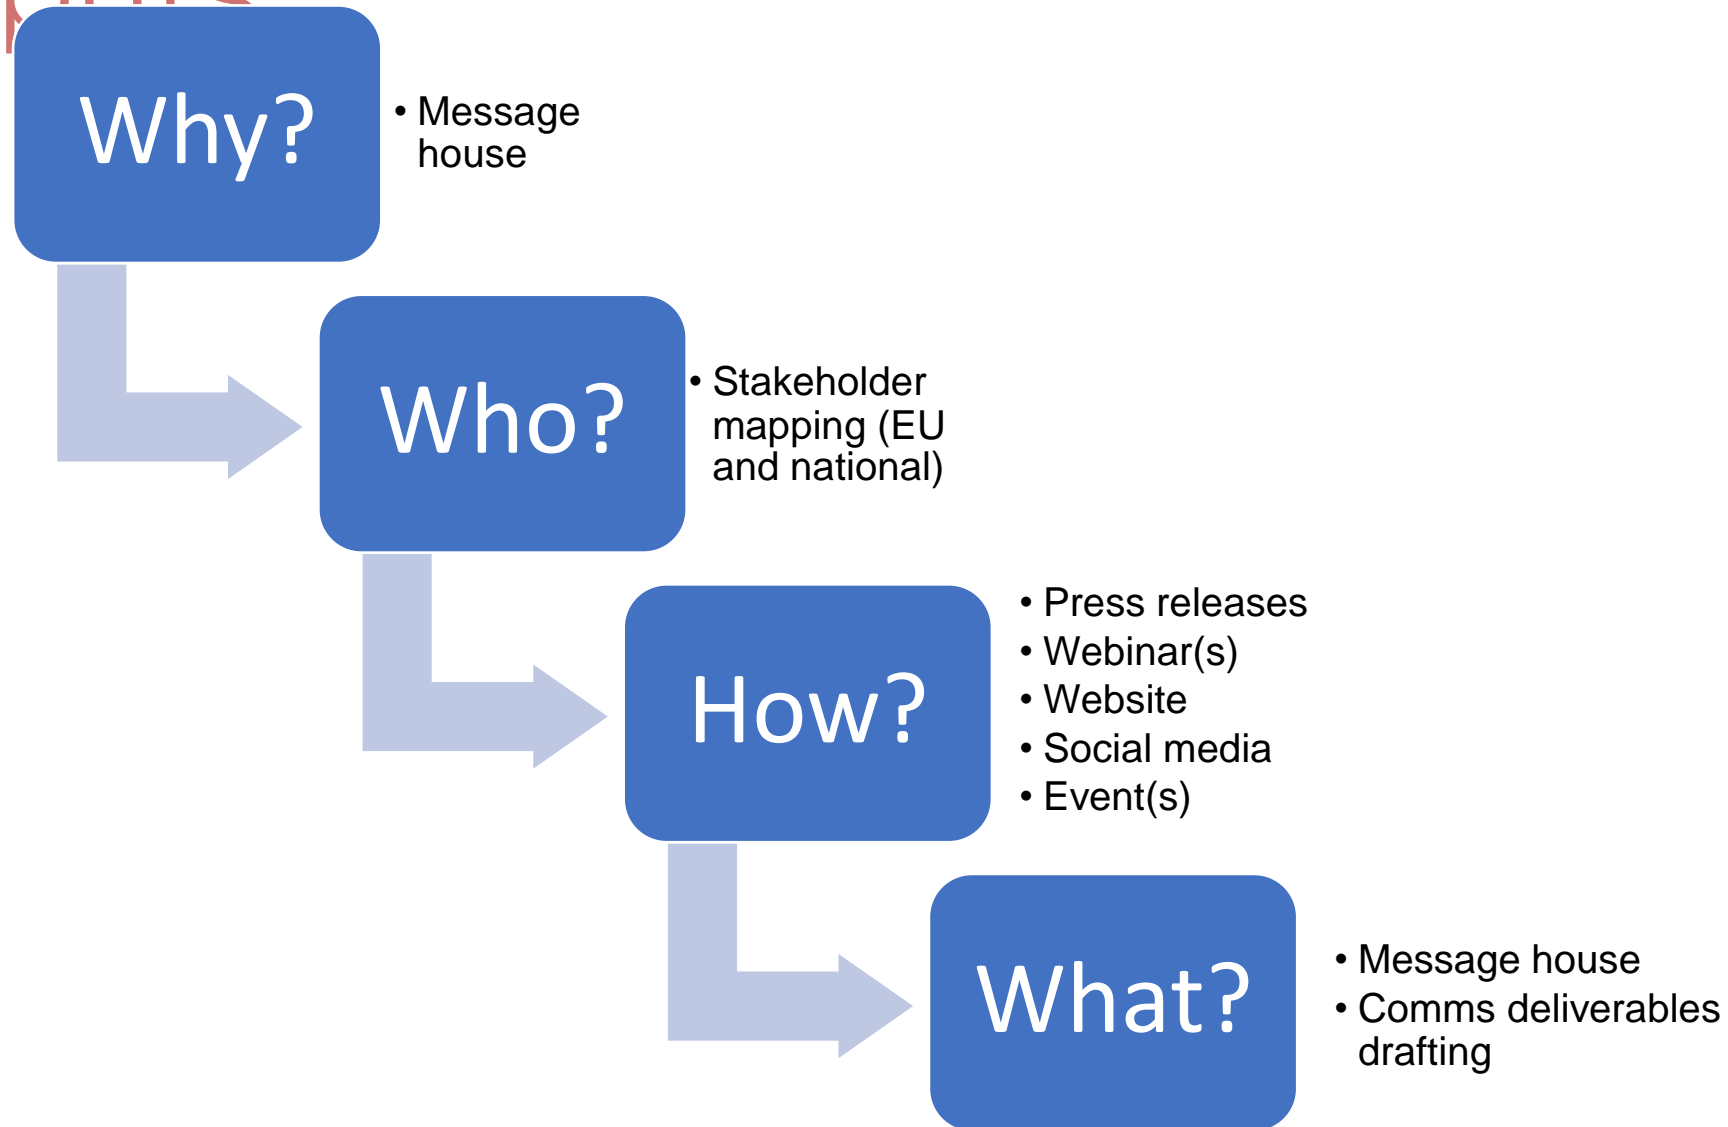 Why?
• Message
house
Who?
• Stakeholder
mapping (EU
and national)
How?
• Press releases
• Webinar(s)
• Website
• Social media
• Event(s)
What?
• Message house
• Comms deliverables
drafting